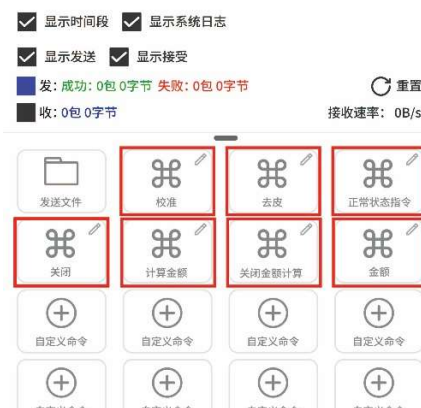 显示时间段 显示系统日志
显示发送 显示接受
发: 成功: 0包 0字节 失败: 0包 0字节 重置
收: 0包 0字节 接收速率: 0B/s
发送文件 校准 去皮 正常状态指令
关闭 计算金额 关闭金额计算 金额
自定义命令 自定义命令 自定义命令 自定义命令